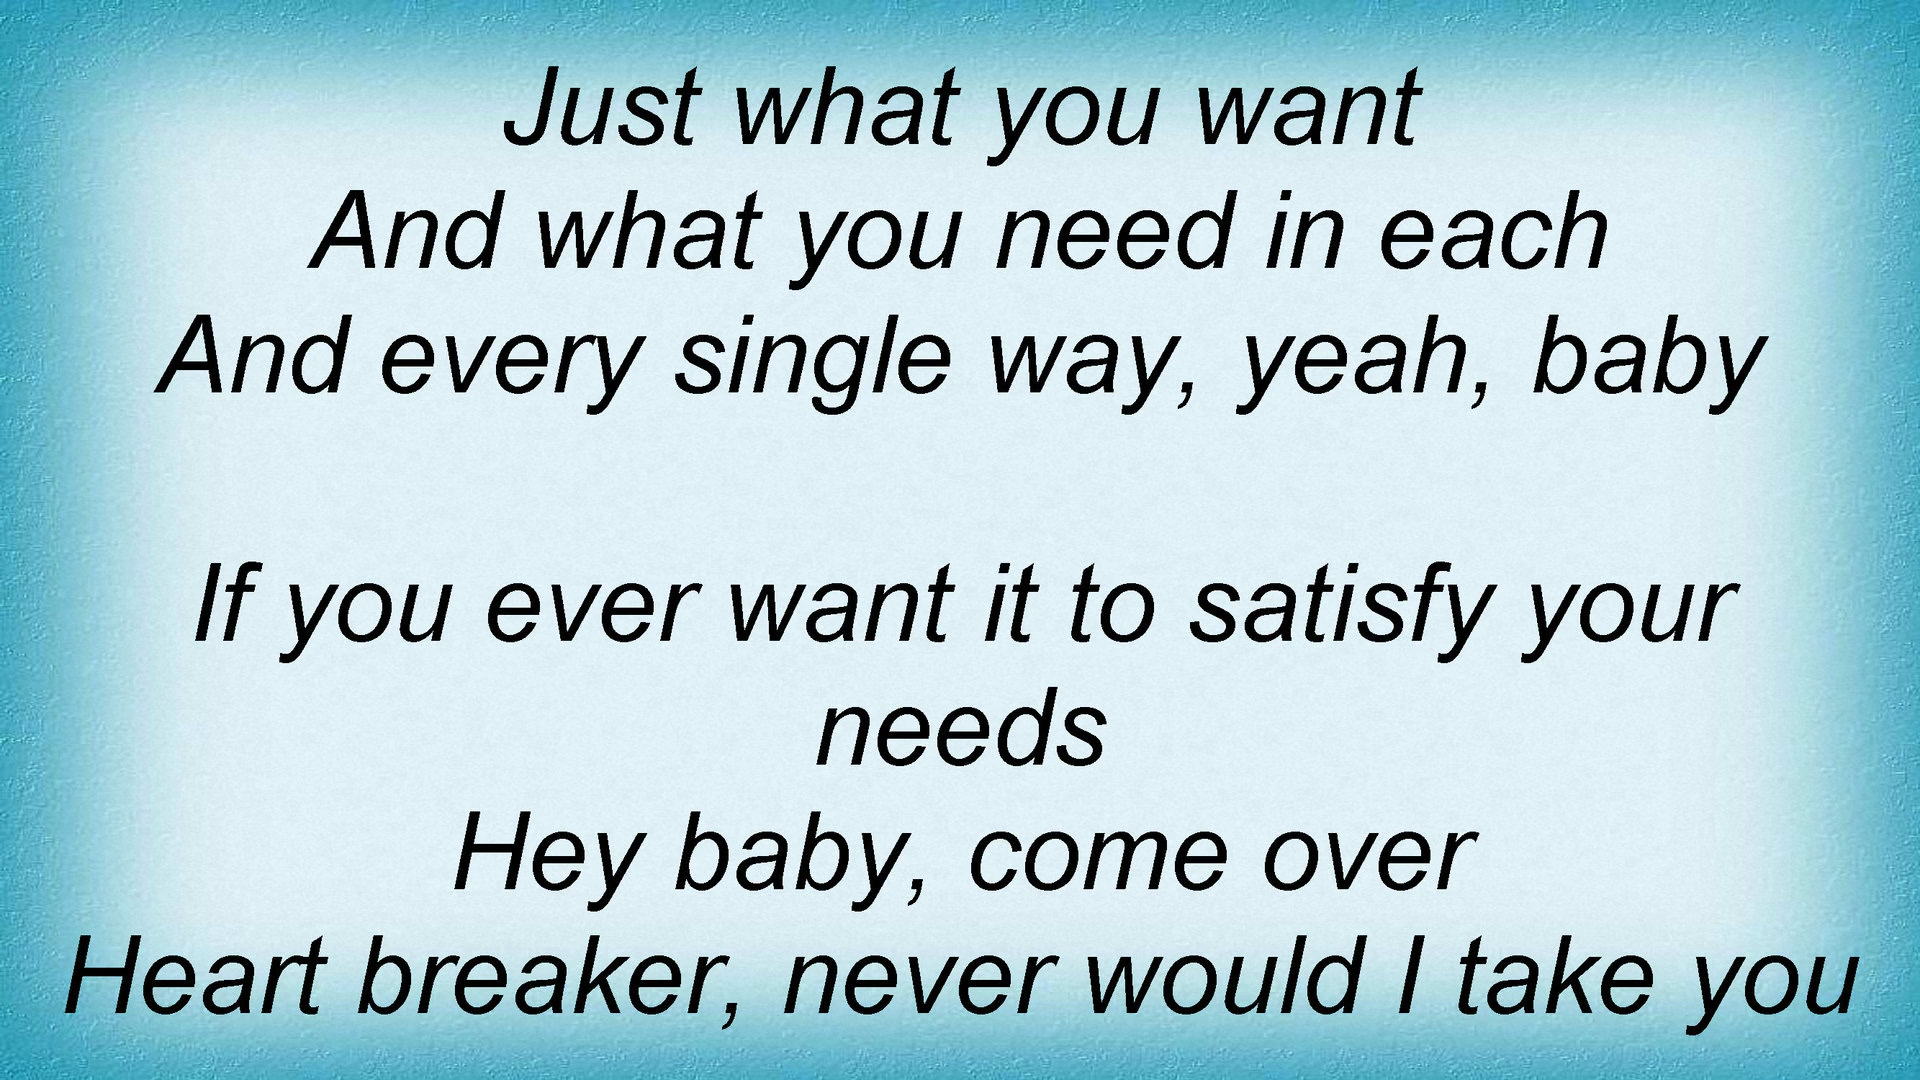 Just what you want
And what you need in each
And every single way, yeah, baby
If you ever want it to satisfy your
needs
Hey baby, come over
Heart breaker, never would I take you